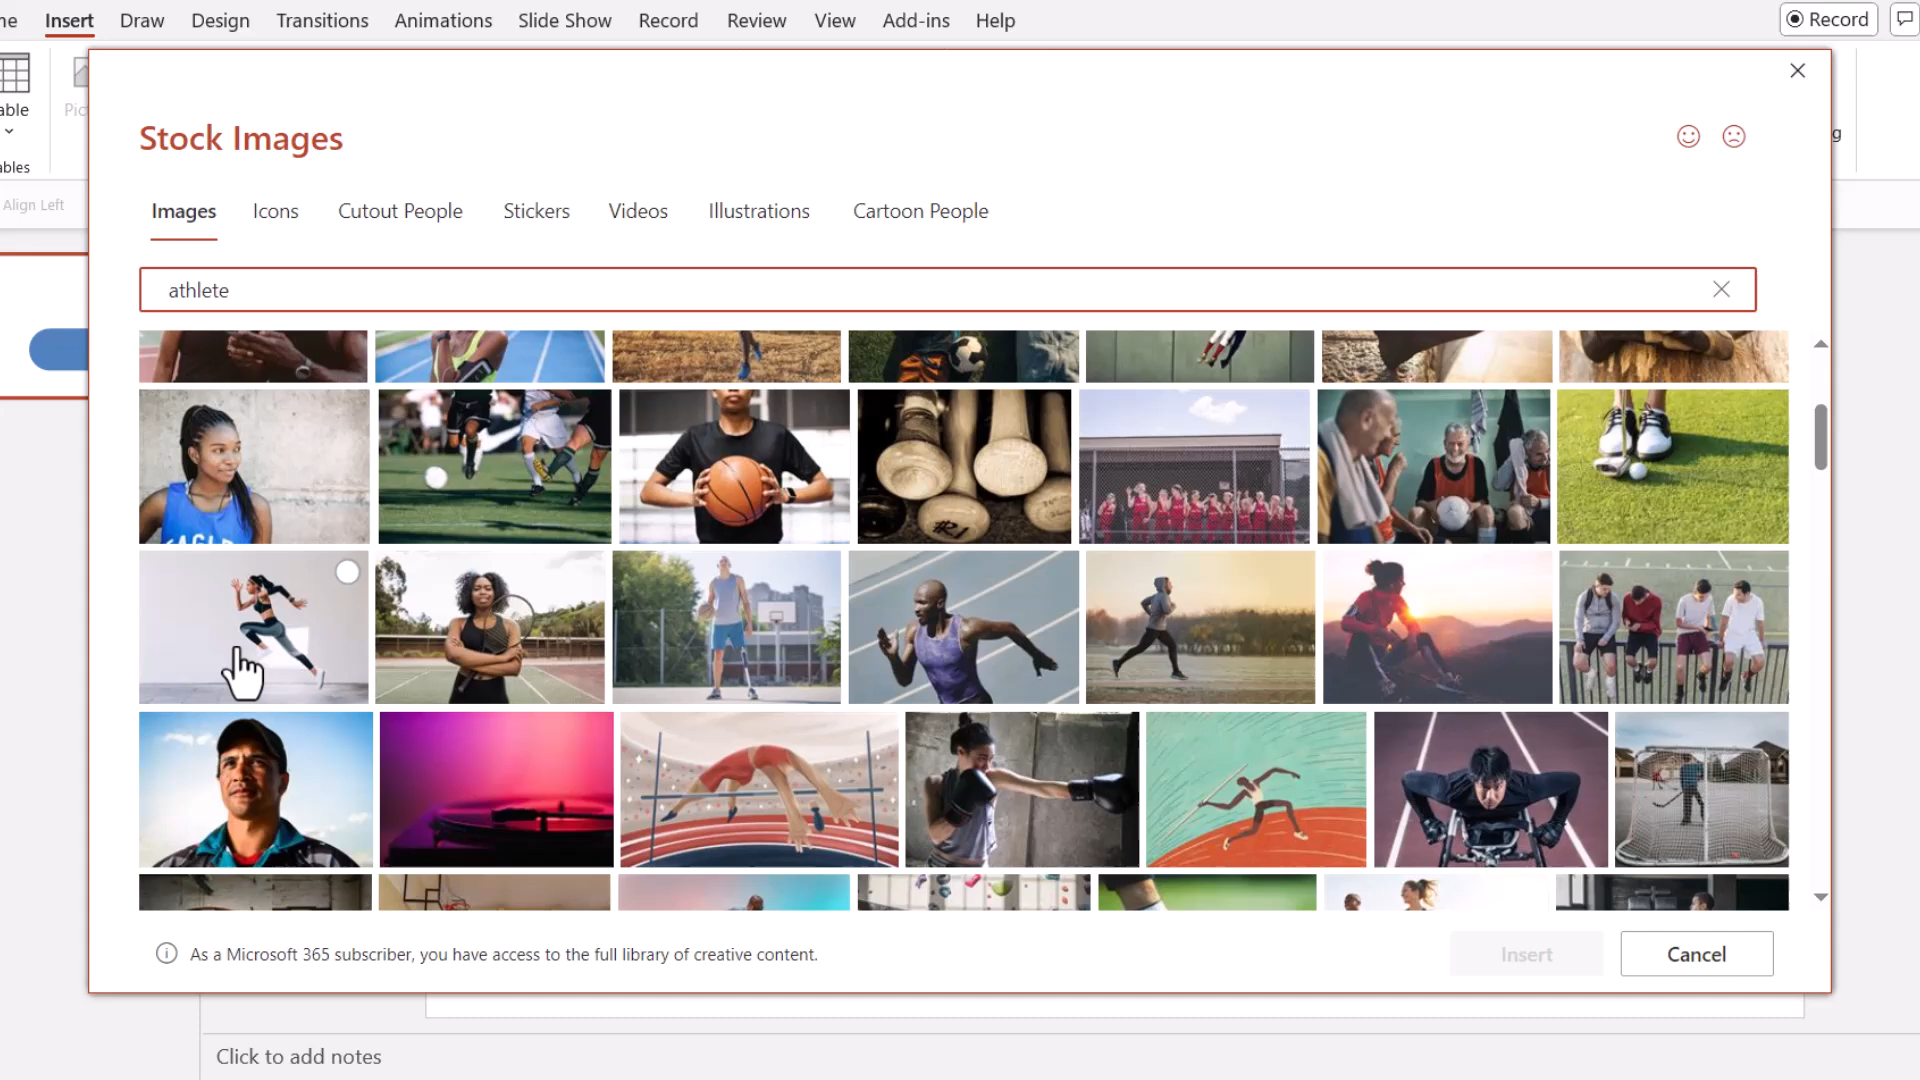 me Insert Draw Design Transitions Animations Slide Show Record Review View Add-ins Help Record
able
ables
Align Left
Stock Images
Images Icons Cutout People Stickers Videos Illustrations Cartoon People
athlete
As a Microsoft 365 subscriber, you have access to the full library of creative content.
Insert Cancel
Click to add notes